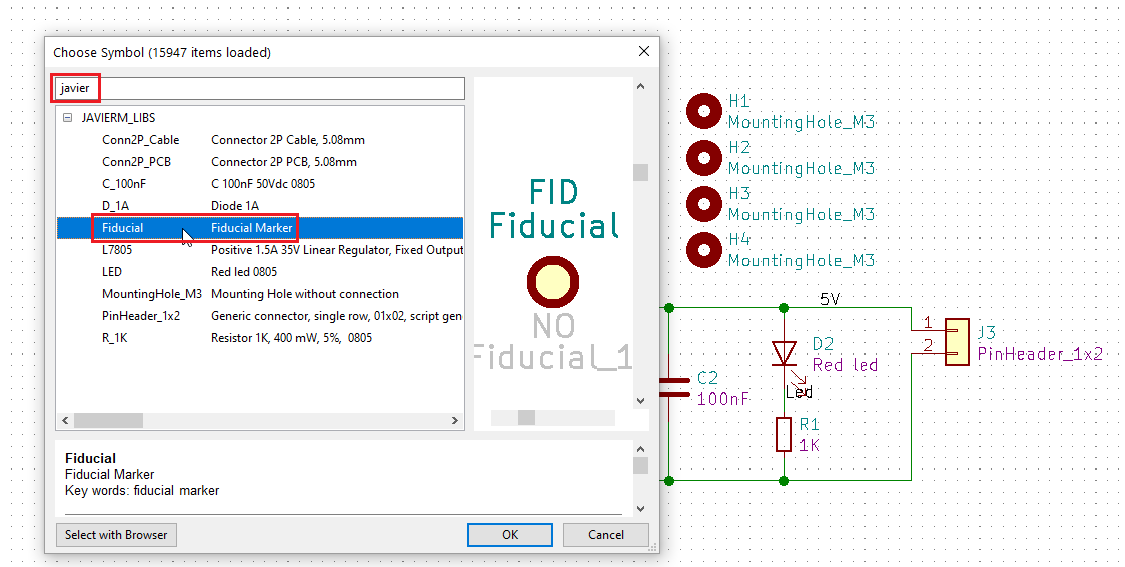 Choose Symbol (15947 items loaded)
javier
JAVIERM_LIBS
Conn2P_Cable Connector 2P Cable, 5.08mm
Conn2P_PCB Connector 2P PCB, 5.08mm
C_100nF C 100nF 50Vdc 0805
D_1A Diode 1A
Fiducial Fiducial Marker
L7805 Positive 1.5A 35V Linear Regulator, Fixed Output
LED Red led 0805
MountingHole_M3 Mounting Hole without connection
PinHeader_1x2 Generic connector, single row, 01x02, script gen
R_1K Resistor 1K, 400 mW, 5%, 0805
FID
Fiducial
NO
Fiducial_1
Fiducial
Fiducial Marker
Key words: fiducial marker
Select with Browser
OK
Cancel
H1
MountingHole_M3
H2
MountingHole_M3
H3
MountingHole_M3
H4
MountingHole_M3
5V
1
2
J3
PinHeader_1x2
D2
Red led
Led
C2
100nF
R1
1K